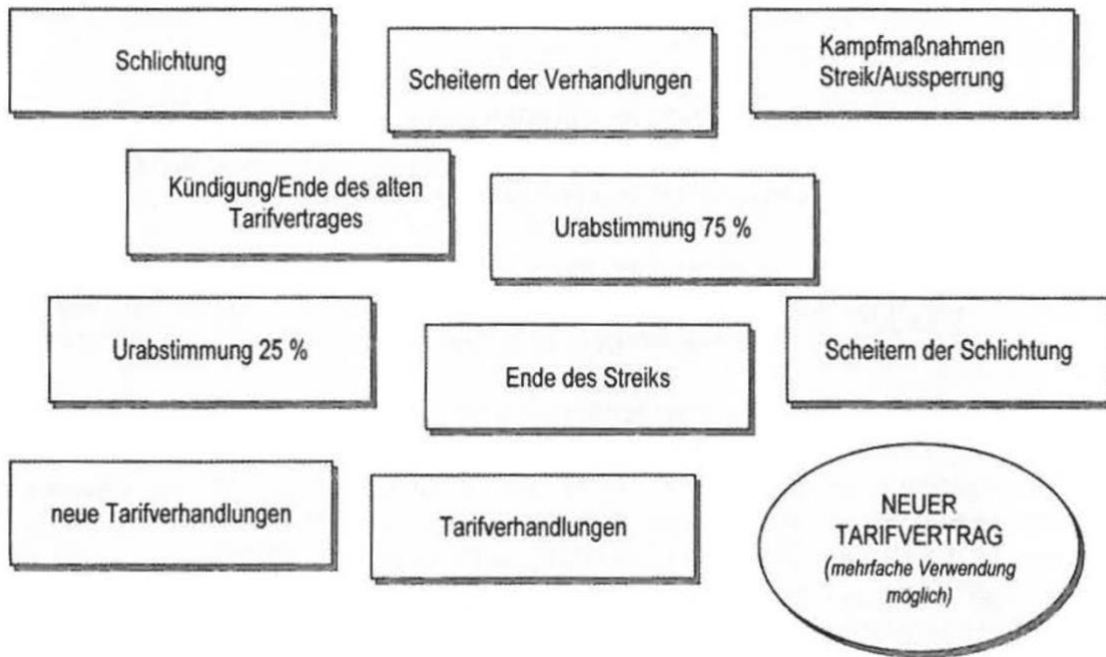 Schlichtung
Scheitern der Verhandlungen
Kampfmaßnahmen
Streik/Aussperrung
Kündigung/Ende des alten
Tarifvertrages
Urabstimmung 75 %
Urabstimmung 25 %
Ende des Streiks
Scheitern der Schlichtung
neue Tarifverhandlungen
Tarifverhandlungen
NEUER
TARIFVERTRAG
(mehrfache Verwendung
möglich)